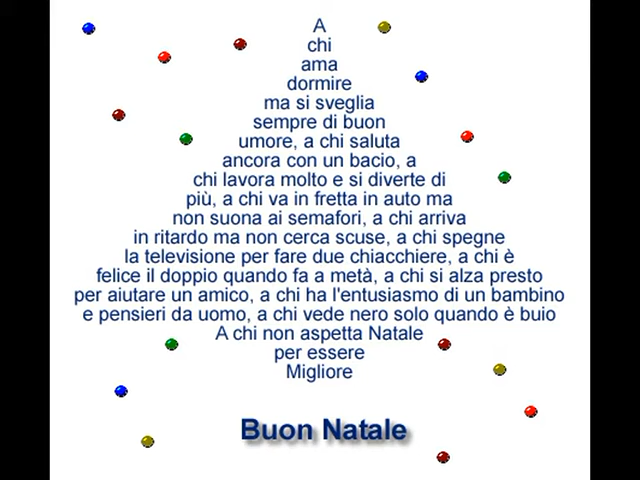 A
chi
ama
dormire
ma si sveglia
sempre di buon
umore, a chi saluta
ancora con un bacio, a
chi lavora molto e si diverte di
più, a chi va in fretta in auto ma
non suona ai semafori, a chi arriva
in ritardo ma non cerca scuse, a chi spegne
la televisione per fare due chiacchiere, a chi è
felice il doppio quando fa a metà, a chi si alza presto
per aiutare un amico, a chi ha l'entusiasmo di un bambino
e pensieri da uomo, a chi vede nero solo quando è buio
A chi non aspetta Natale
per essere
Migliore
Buon Natale